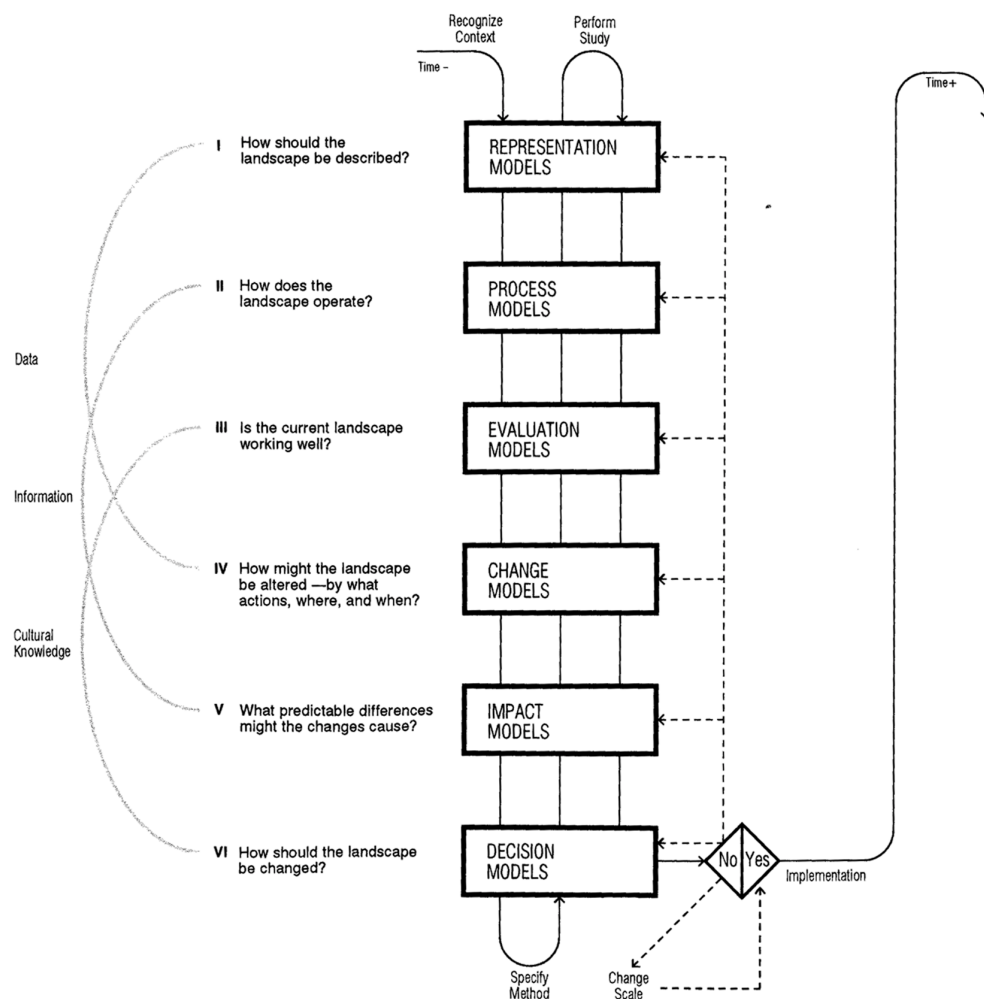 Recognize
Context
Perform
Study
Time –
Time+
I How should the
landscape be described?
REPRESENTATION
MODELS
II How does the
landscape operate?
PROCESS
MODELS
Data
III Is the current landscape
working well?
EVALUATION
MODELS
Information
IV How might the landscape
be altered —by what
actions, where, and when?
CHANGE
MODELS
Cultural
Knowledge
V What predictable differences
might the changes cause?
IMPACT
MODELS
VI How should the landscape
be changed?
DECISION
MODELS
No Yes
Implementation
Specify
Method
Change
Scale